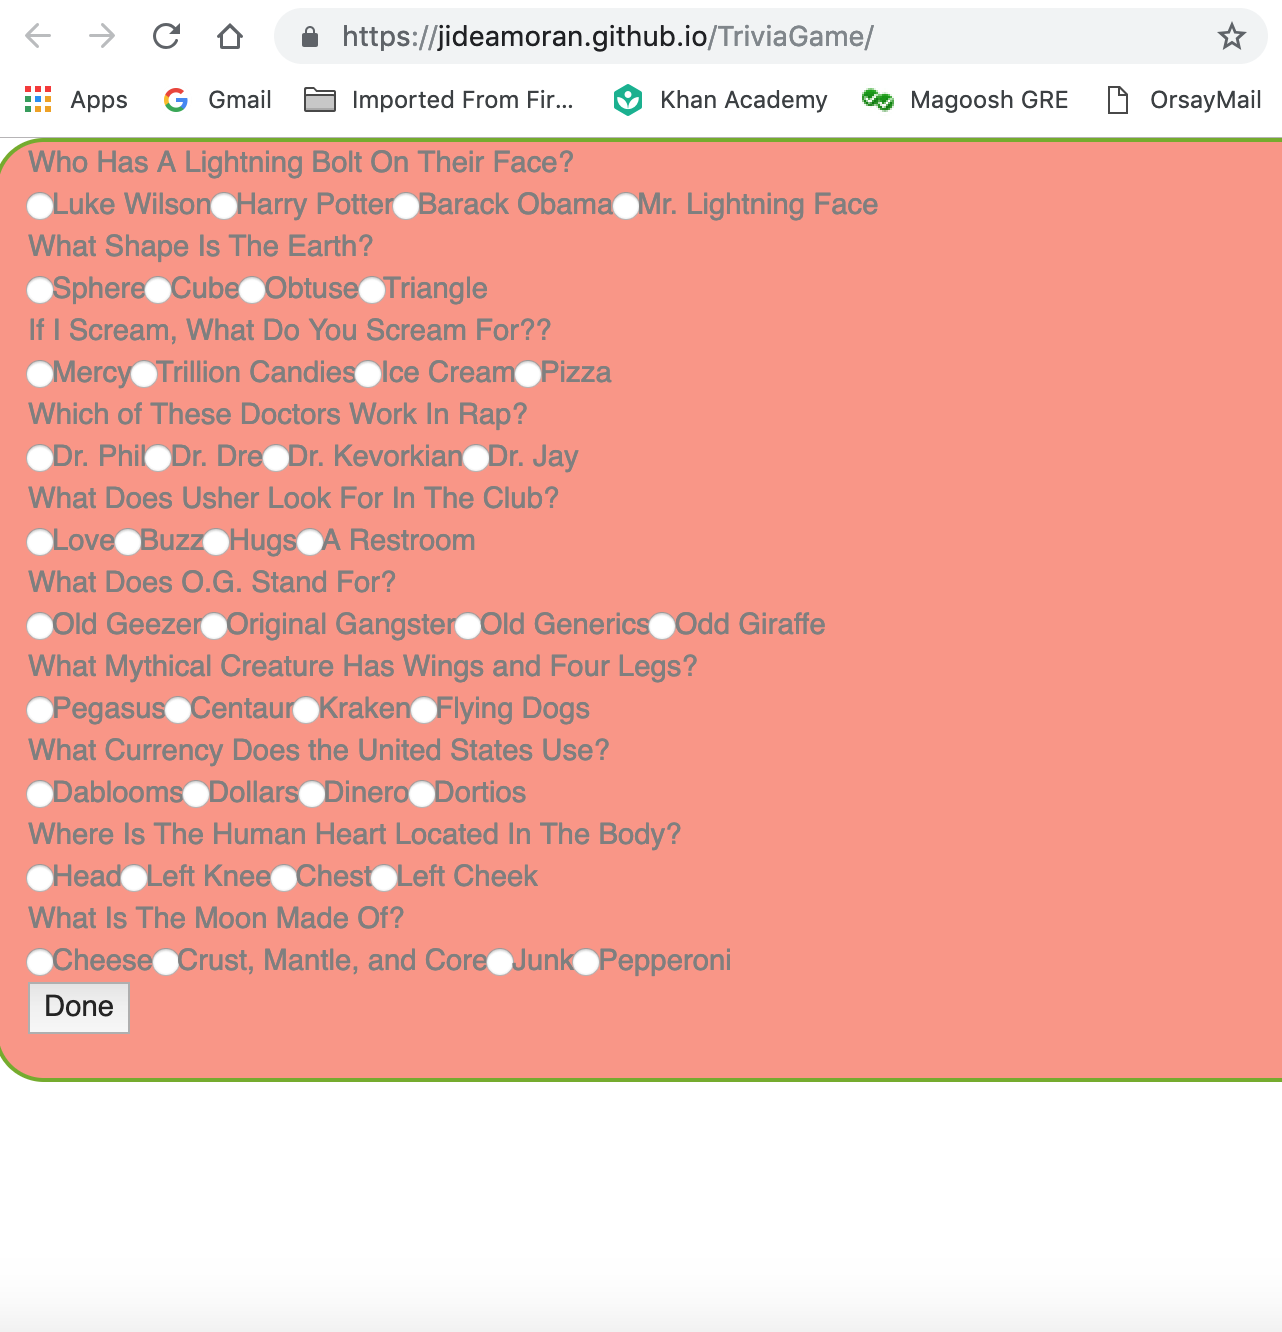 https://jideamoran.github.io/TriviaGame/
Apps Gmail Imported From Fir... Khan Academy Magoosh GRE OrsayMail
Who Has A Lightning Bolt On Their Face?
Luke Wilson Harry Potter Barack Obama Mr. Lightning Face
What Shape Is The Earth?
Sphere Cube Obtuse Triangle
If I Scream, What Do You Scream For??
Mercy Trillion Candies Ice Cream Pizza
Which of These Doctors Work In Rap?
Dr. Phil Dr. Dre Dr. Kevorkian Dr. Jay
What Does Usher Look For In The Club?
Love Buzz Hugs A Restroom
What Does O.G. Stand For?
Old Geezer Original Gangster Old Generics Odd Giraffe
What Mythical Creature Has Wings and Four Legs?
Pegasus Centaur Kraken Flying Dogs
What Currency Does the United States Use?
Dablooms Dollars Dinero Dortios
Where Is The Human Heart Located In The Body?
Head Left Knee Chest Left Cheek
What Is The Moon Made Of?
Cheese Crust, Mantle, and Core Junk Pepperoni
Done